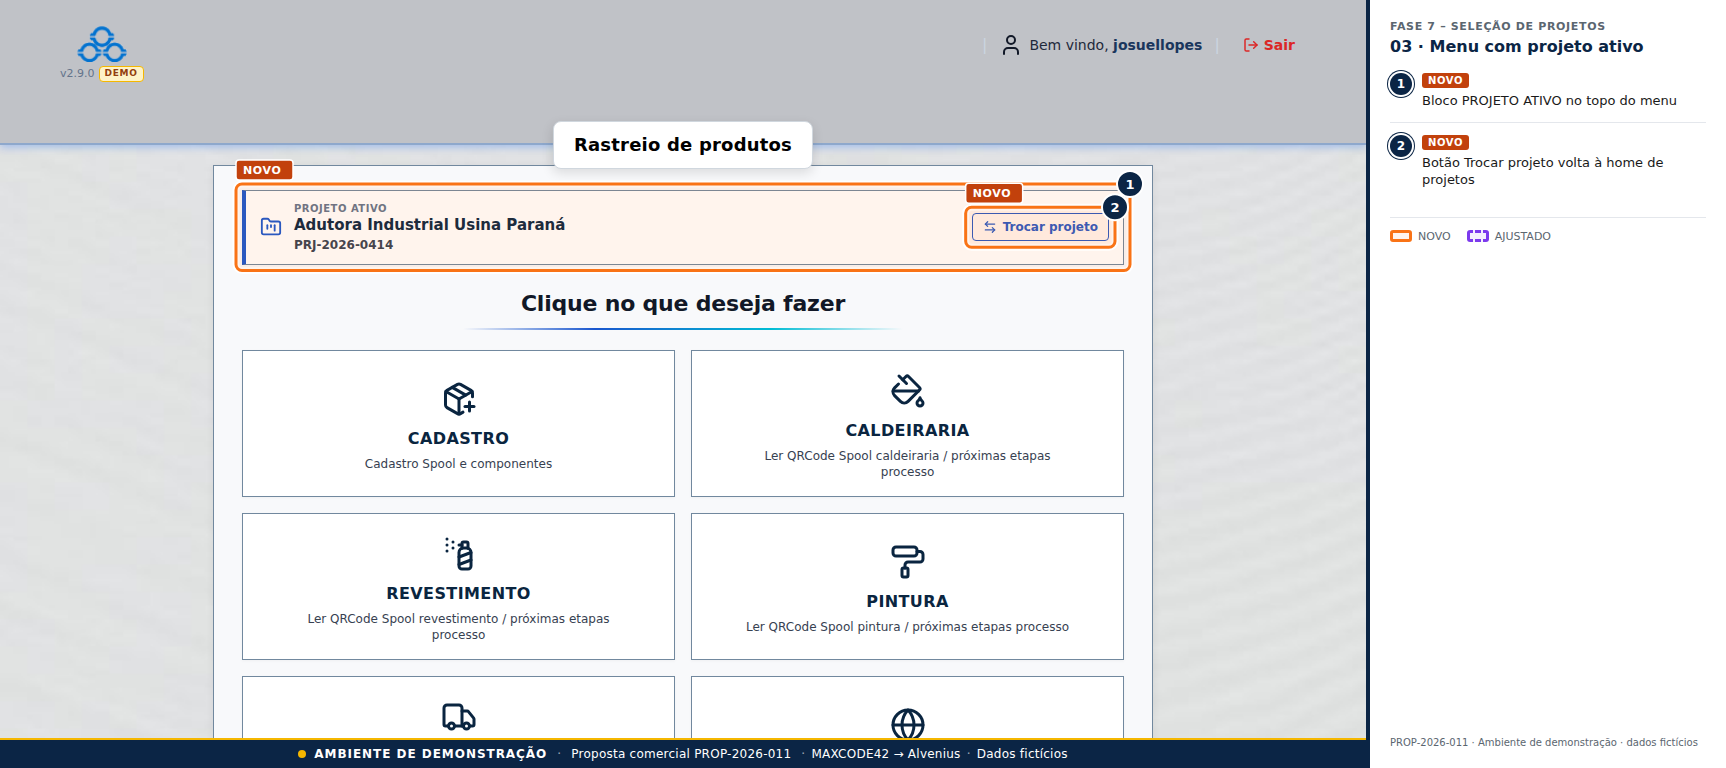 v2.9.0 DEMO
Bem vindo, josuellopes
Sair
Rastreio de produtos
NOVO
1
PROJETO ATIVO
Adutora Industrial Usina Paraná
PRJ-2026-0414
NOVO
2
Trocar projeto
Clique no que deseja fazer
CADASTRO
Cadastro Spool e componentes
CALDEIRARIA
Ler QRCode Spool caldeiraria / próximas etapas
processo
REVESTIMENTO
Ler QRCode Spool revestimento / próximas etapas
processo
PINTURA
Ler QRCode Spool pintura / próximas etapas processo
AMBIENTE DE DEMONSTRAÇÃO · Proposta comercial PROP-2026-011 · MAXCODE42 → Alvenius · Dados fictícios
FASE 7 – SELEÇÃO DE PROJETOS
03 · Menu com projeto ativo
1 NOVO
Bloco PROJETO ATIVO no topo do menu
2 NOVO
Botão Trocar projeto volta à home de
projetos
NOVO AJUSTADO
PROP-2026-011 · Ambiente de demonstração · dados fictícios